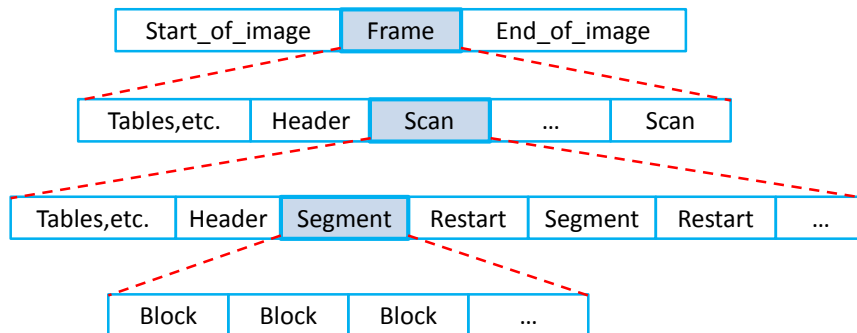 Start_of_image Frame End_of_image
Tables,etc. Header Scan ... Scan
Tables,etc. Header Segment Restart Segment Restart ...
Block Block Block ...